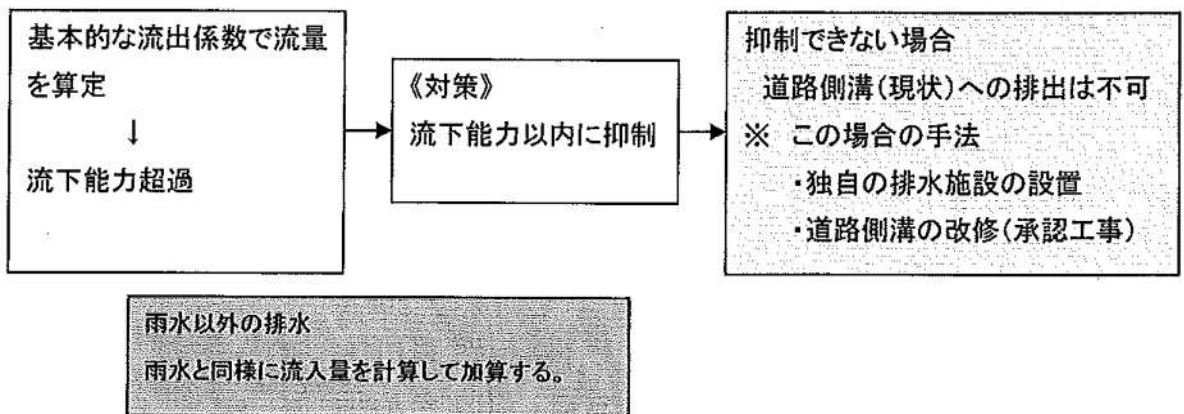 基本的な流出係数で流量
を算定
↓
流下能力超過
《対策》
流下能力以内に抑制
抑制できない場合
道路側溝(現状)への排出は不可
※ この場合の手法
・独自の排水施設の設置
・道路側溝の改修(承認工事)
雨水以外の排水
雨水と同様に流入量を計算して加算する。